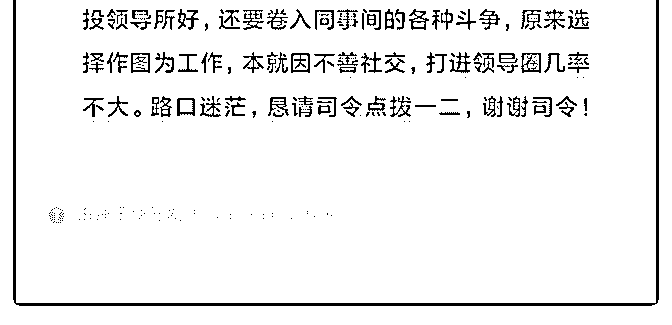 投领导所好，还要卷入同事间的各种斗争，原来选
择作图为工作，本就因不善社交，打进领导圈几率
不大。路口迷茫，恳请司令点拨一二，谢谢司令！